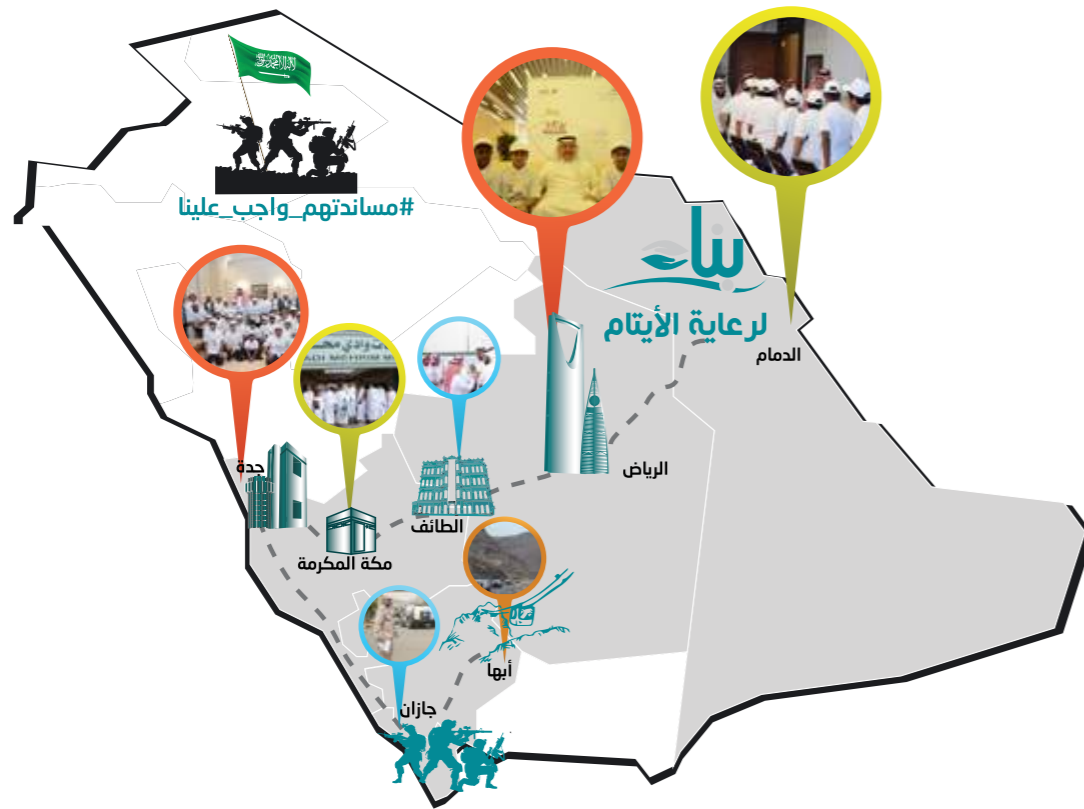 #مساندتهم_واجب_علينا
بناء
لرعاية الأيتام
الدمام
الرياض
جدة
الطائف
مكة المكرمة
أبها
جازان